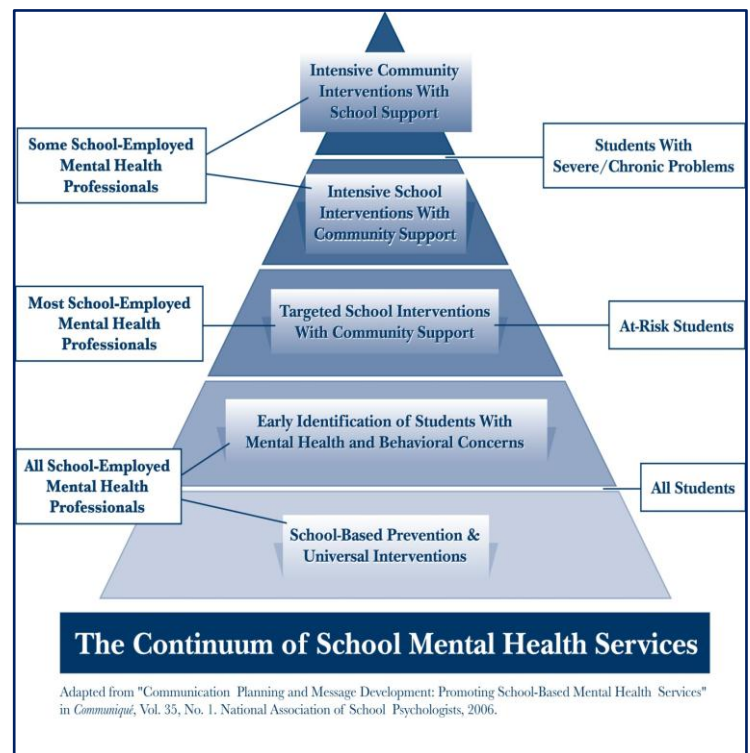 Intensive Community
Interventions With
School Support
Some School-Employed
Mental Health
Professionals
Students With
Severe/Chronic Problems
Intensive School
Interventions With
Community Support
Most School-Employed
Mental Health
Professionals
Targeted School Interventions
With Community Support
At-Risk Students
Early Identification of Students With
Mental Health and Behavioral Concerns
All School-Employed
Mental Health
Professionals
All Students
School-Based Prevention &
Universal Interventions
The Continuum of School Mental Health Services
Adapted from "Communication Planning and Message Development: Promoting School-Based Mental Health Services"
in Communiqué, Vol. 35, No. 1. National Association of School Psychologists, 2006.